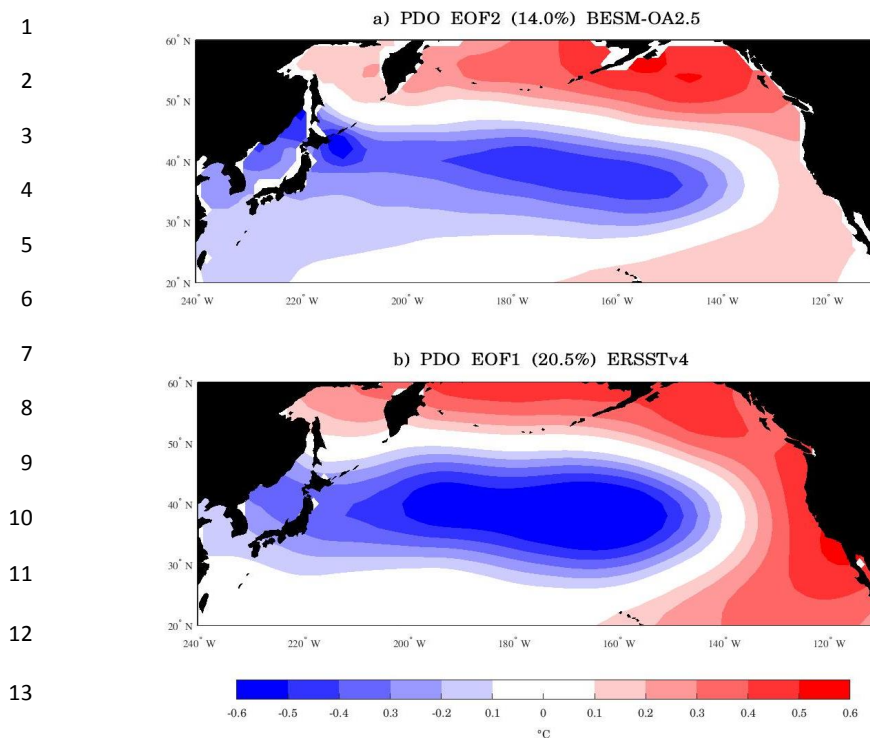 1
a) PDO EOF2 (14.0%) BESM-OA2.5
60° N
2
50° N
3
40° N
4
30° N
5
20° N
6
240° W 220° W 200° W 180° W 160° W 140° W 120° W
7
b) PDO EOF1 (20.5%) ERSSTv4
60° N
8
50° N
9
40° N
10
30° N
11
20° N
12
240° W 220° W 200° W 180° W 160° W 140° W 120° W
13
-0.6 -0.5 -0.4 0.3 -0.2 0.1 0 0.1 0.2 0.3 0.4 0.5 0.6
°C